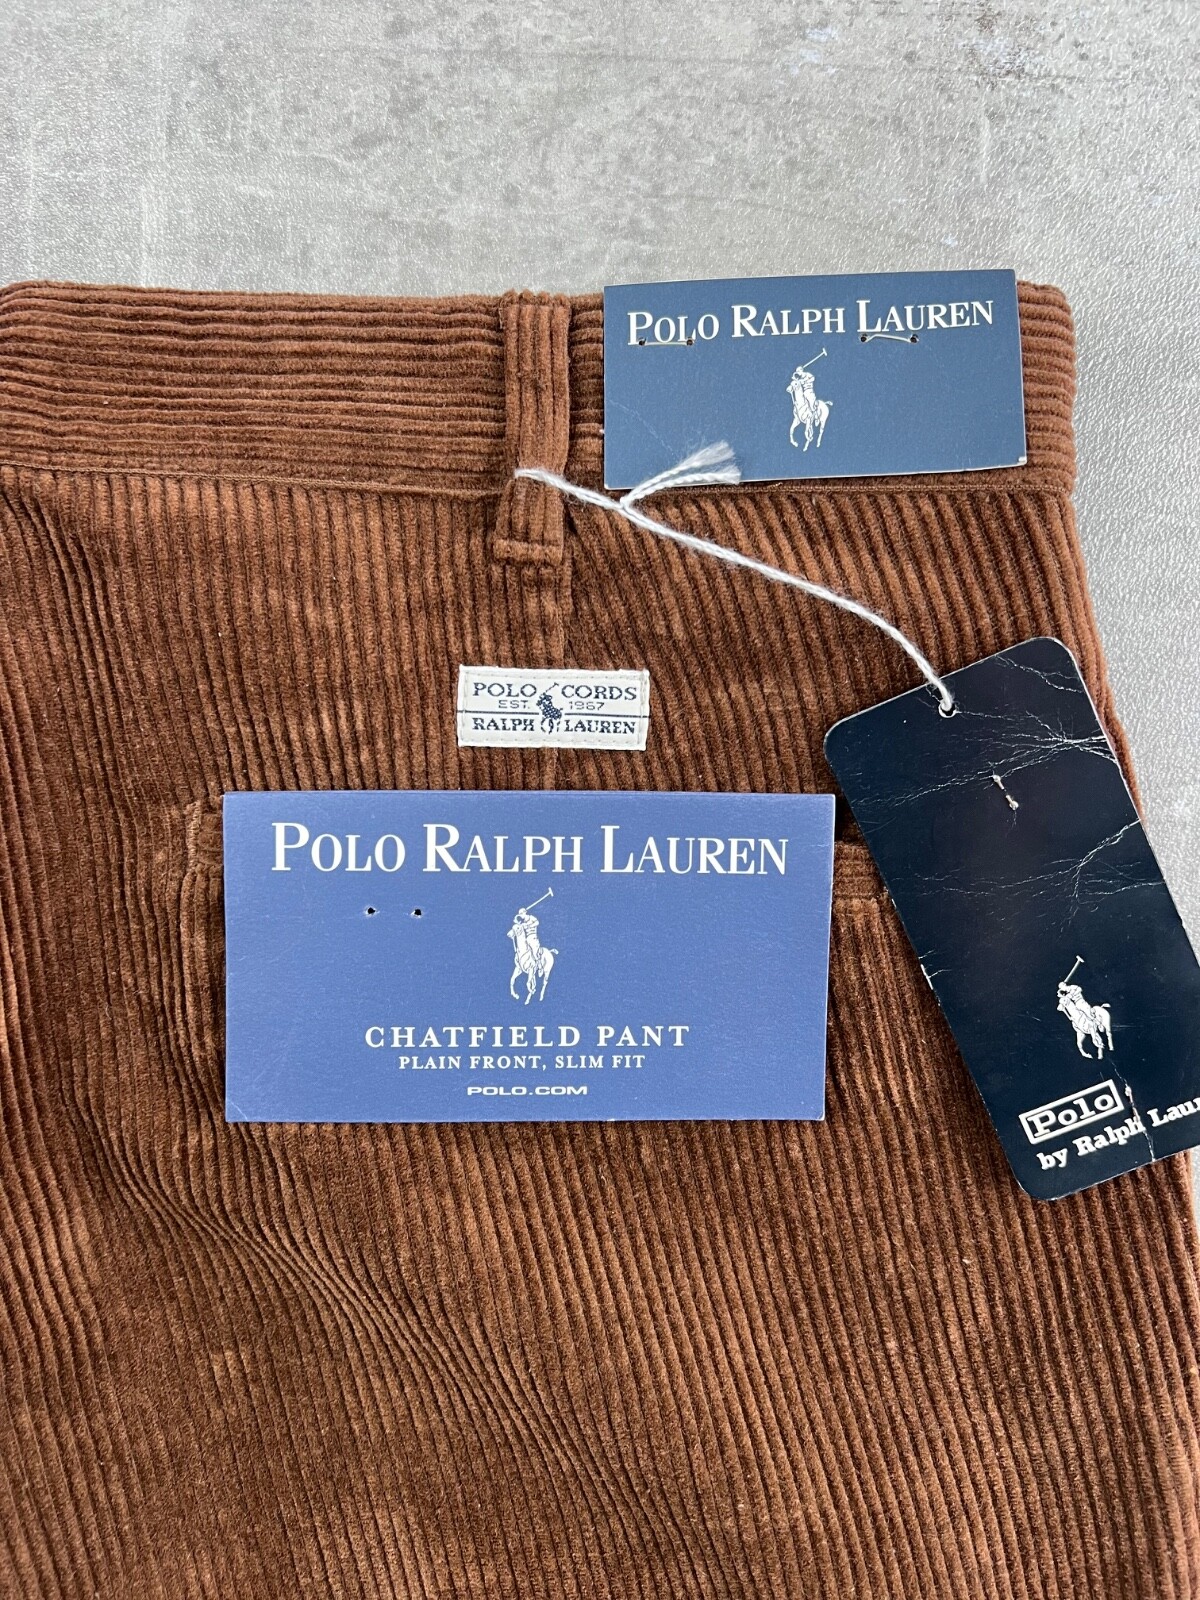 POLO RALPH LAUREN
POLO CORDS
EST. 1967
RALPH LAUREN
POLO RALPH LAUREN
CHATFIELD PANT
PLAIN FRONT, SLIM FIT
POLO.COM
Polo
by Ralph Lau